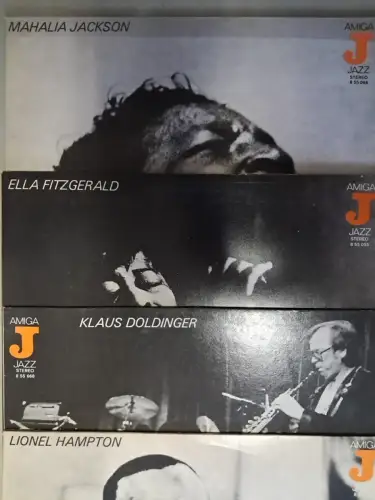 MAHALIA JACKSON
AMIGA
J
JAZZ
STEREO
ELLA FITZGERALD
AMIGA
J
JAZZ
STEREO
AMIGA
J
JAZZ
STEREO
KLAUS DOLDINGER
LIONEL HAMPTON
AMIGA
J